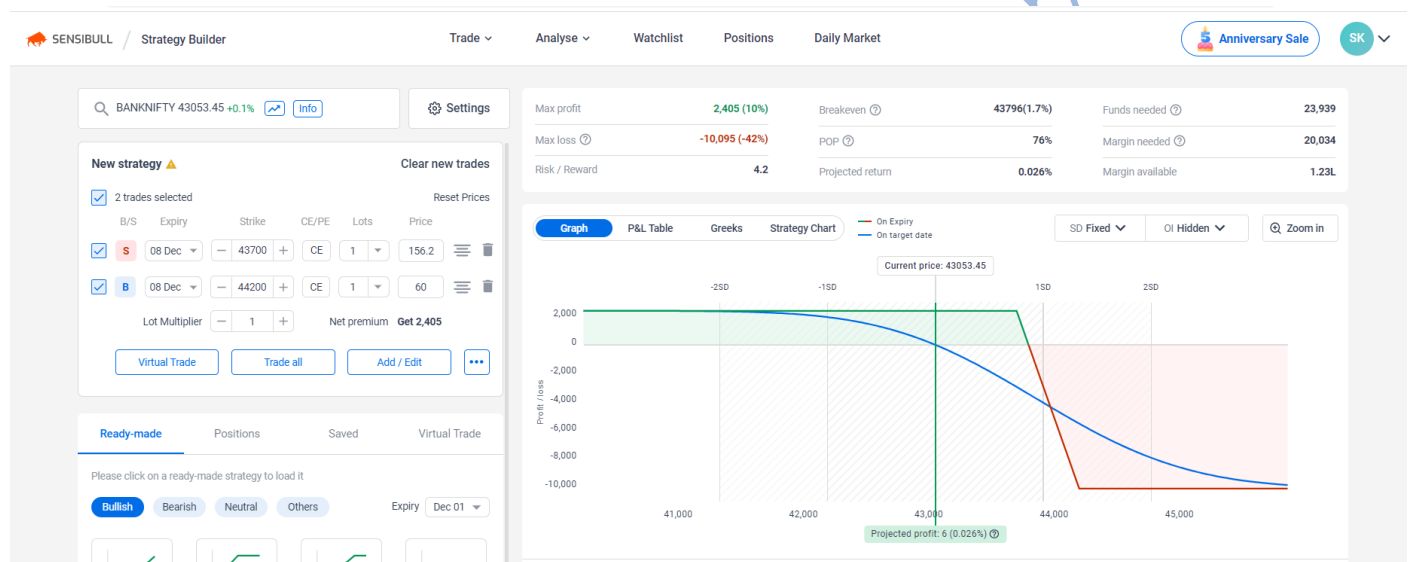 SENSIBULL / Strategy Builder
Trade Analyse Watchlist Positions Daily Market
5 Anniversary Sale SK
BANKNIFTY 43053.45 +0.1% Info
Settings
New strategy Clear new trades
2 trades selected Reset Prices
B/S Expiry Strike CE/PE Lots Price
S 08 Dec − 43700 + CE 1 156.2
B 08 Dec − 44200 + CE 1 60
Lot Multiplier − 1 + Net premium Get 2,405
Virtual Trade Trade all Add / Edit
Ready-made Positions Saved Virtual Trade
Please click on a ready-made strategy to load it
Bullish Bearish Neutral Others Expiry Dec 01
Max profit 2,405 (10%) Breakeven 43796(1.7%) Funds needed 23,939
Max loss -10,095 (-42%) POP 76% Margin needed 20,034
Risk / Reward 4.2 Projected return 0.026% Margin available 1.23L
Graph P&L Table Greeks Strategy Chart
On Expiry
On target date
SD Fixed OI Hidden Zoom in
Current price: 43053.45
-2SD -1SD 1SD 2SD
2,000
0
-2,000
-4,000
-6,000
-8,000
-10,000
Profit / loss
41,000 42,000 43,000 44,000 45,000
Projected profit: 6 (0.026%)